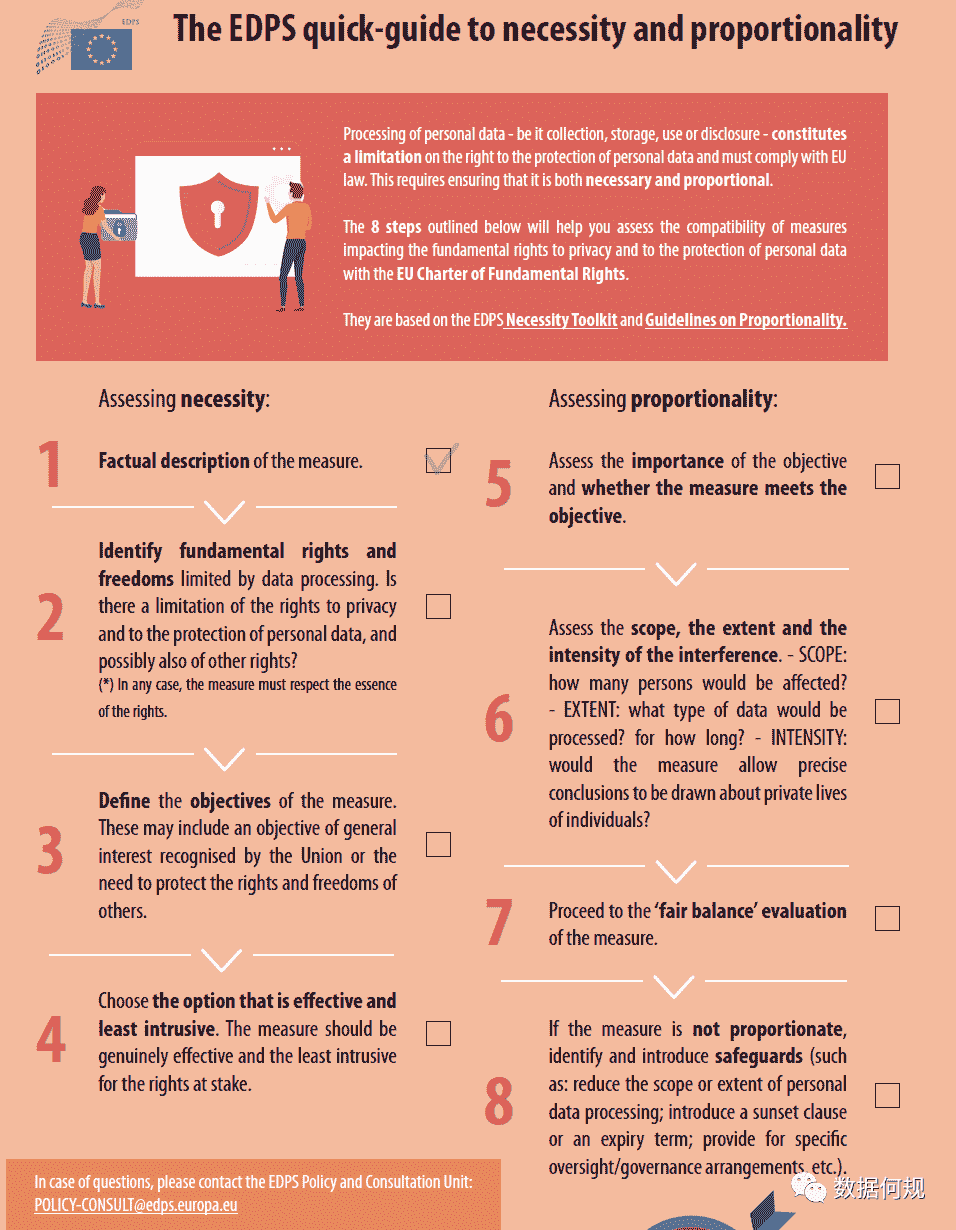 EDPS
The EDPS quick-guide to necessity and proportionality
Processing of personal data - be it collection, storage, use or disclosure - constitutes
a limitation on the right to the protection of personal data and must comply with EU
law. This requires ensuring that it is both necessary and proportional.
The 8 steps outlined below will help you assess the compatibility of measures
impacting the fundamental rights to privacy and to the protection of personal data
with the EU Charter of Fundamental Rights.
They are based on the EDPS Necessity Toolkit and Guidelines on Proportionality.
Assessing necessity:
1
Factual description of the measure.
2
Identify fundamental rights and
freedoms limited by data processing. Is
there a limitation of the rights to privacy
and to the protection of personal data, and
possibly also of other rights?
(*) In any case, the measure must respect the essence
of the rights.
3
Define the objectives of the measure.
These may include an objective of general
interest recognised by the Union or the
need to protect the rights and freedoms of
others.
4
Choose the option that is effective and
least intrusive. The measure should be
genuinely effective and the least intrusive
for the rights at stake.
Assessing proportionality:
5
Assess the importance of the objective
and whether the measure meets the
objective.
6
Assess the scope, the extent and the
intensity of the interference. - SCOPE:
how many persons would be affected?
- EXTENT: what type of data would be
processed? for how long? - INTENSITY:
would the measure allow precise
conclusions to be drawn about private lives
of individuals?
7
Proceed to the 'fair balance' evaluation
of the measure.
8
If the measure is not proportionate,
identify and introduce safeguards (such
as: reduce the scope or extent of personal
data processing; introduce a sunset clause
or an expiry term; provide for specific
oversight/governance arrangements, etc.).
In case of questions, please contact the EDPS Policy and Consultation Unit:
POLICY-CONSULT@edps.europa.eu
数据何规